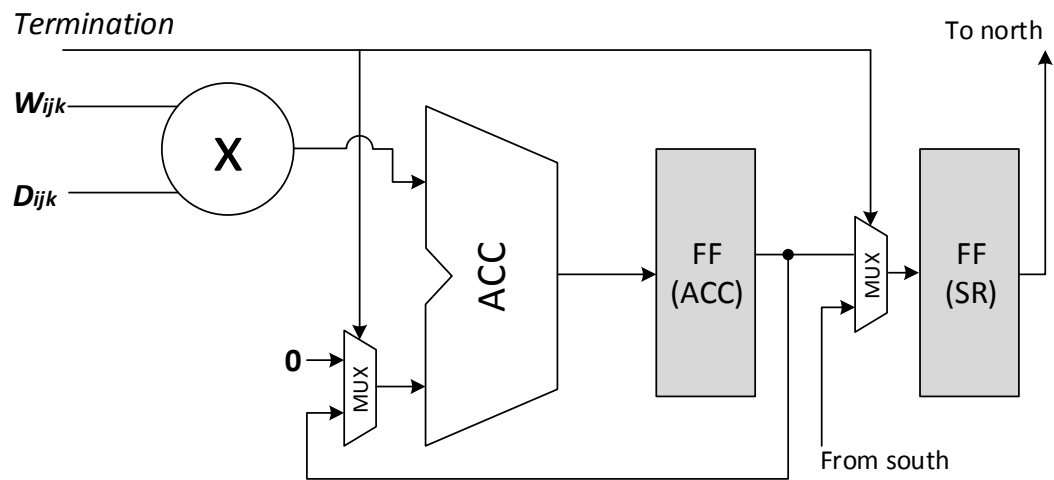 Termination
To north
Wijk
X
Dijk
ACC
FF
(ACC)
MUX
FF
(SR)
0
MUX
From south